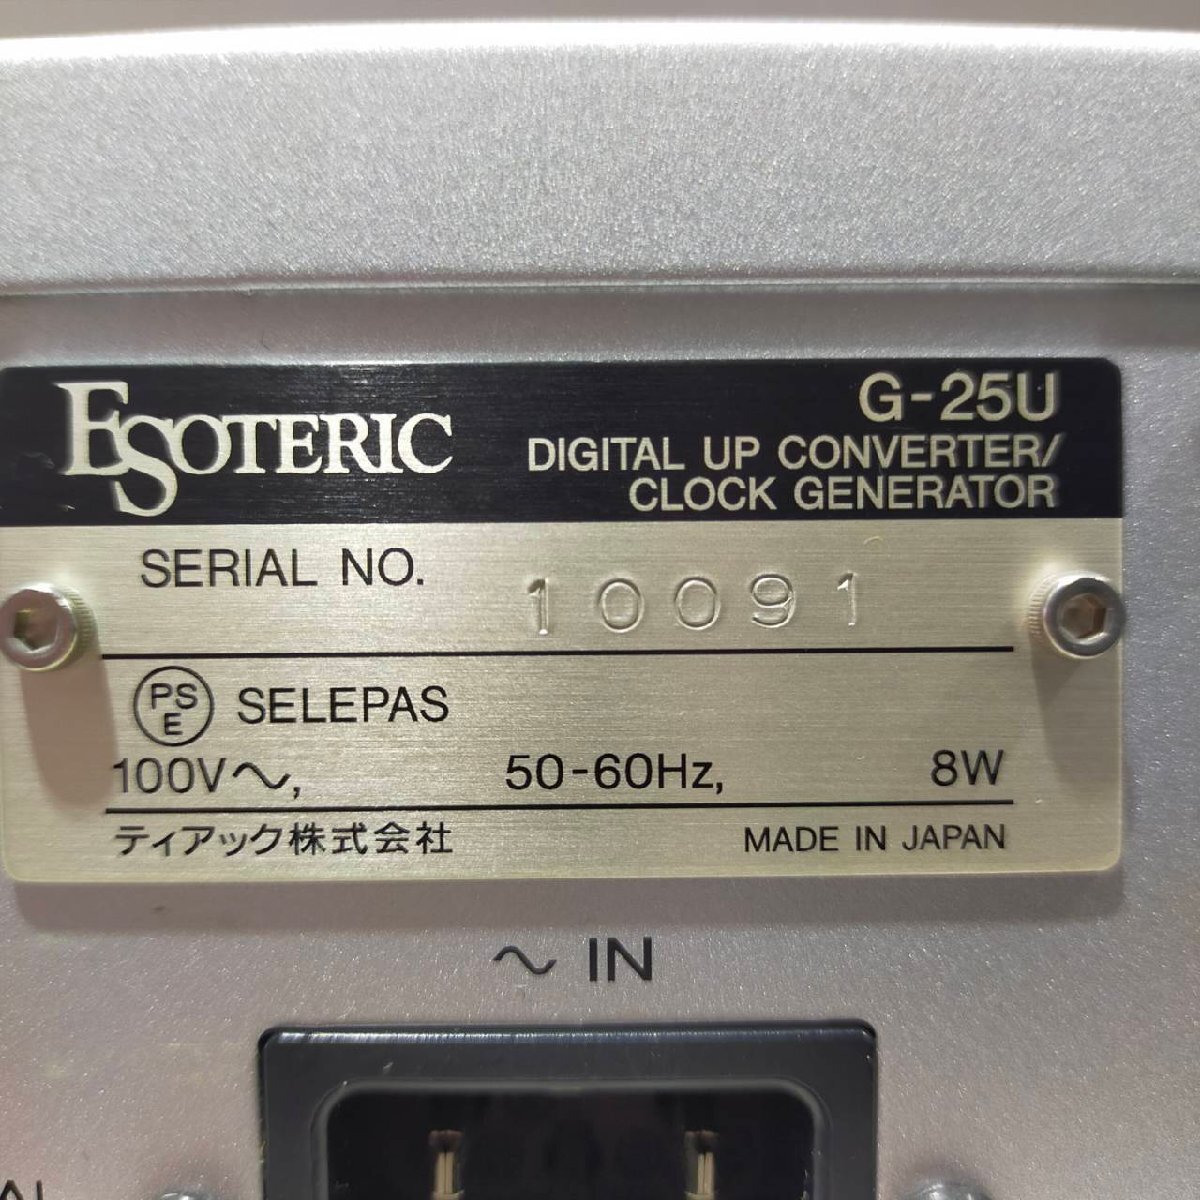 ESOTERIC
G-25U
DIGITAL UP CONVERTER/
CLOCK GENERATOR
SERIAL NO. 10091
PSE SELEPAS
100V～, 50-60Hz, 8W
ティアック株式会社 MADE IN JAPAN
～ IN